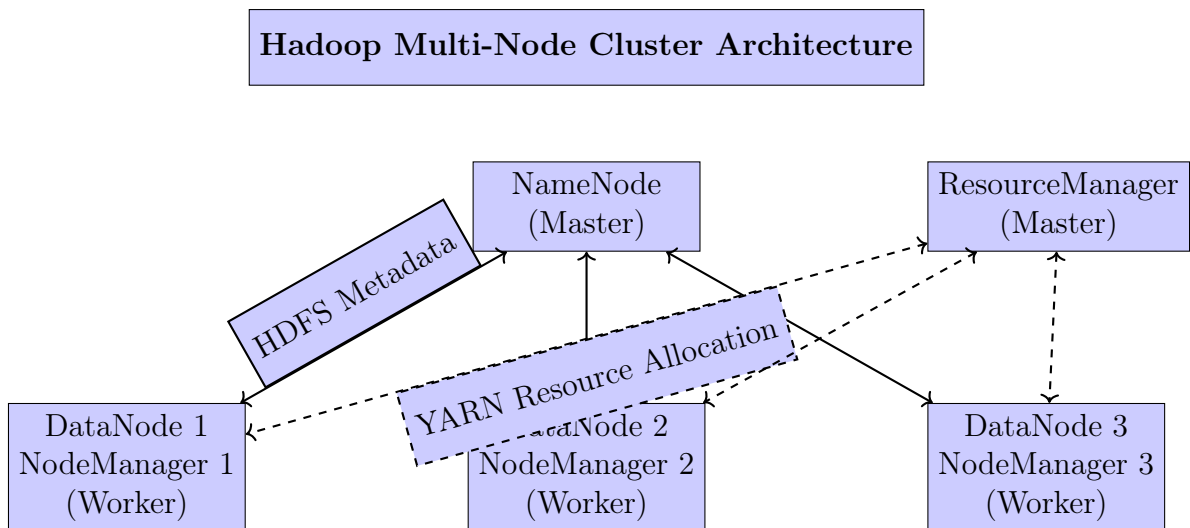 Hadoop Multi-Node Cluster Architecture
NameNode
(Master)
ResourceManager
(Master)
HDFS Metadata
YARN Resource Allocation
DataNode 1
NodeManager 1
(Worker)
DataNode 2
NodeManager 2
(Worker)
DataNode 3
NodeManager 3
(Worker)